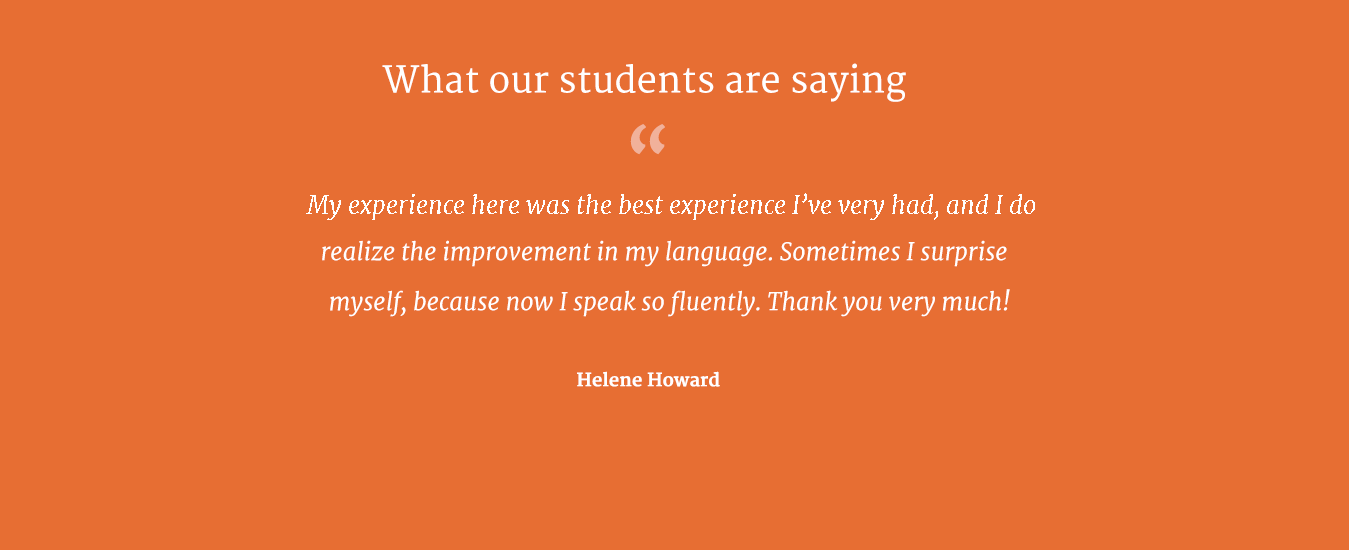 What our students are saying
“
My experience here was the best experience I’ve very had, and I do
realize the improvement in my language. Sometimes I surprise
myself, because now I speak so fluently. Thank you very much!
Helene Howard